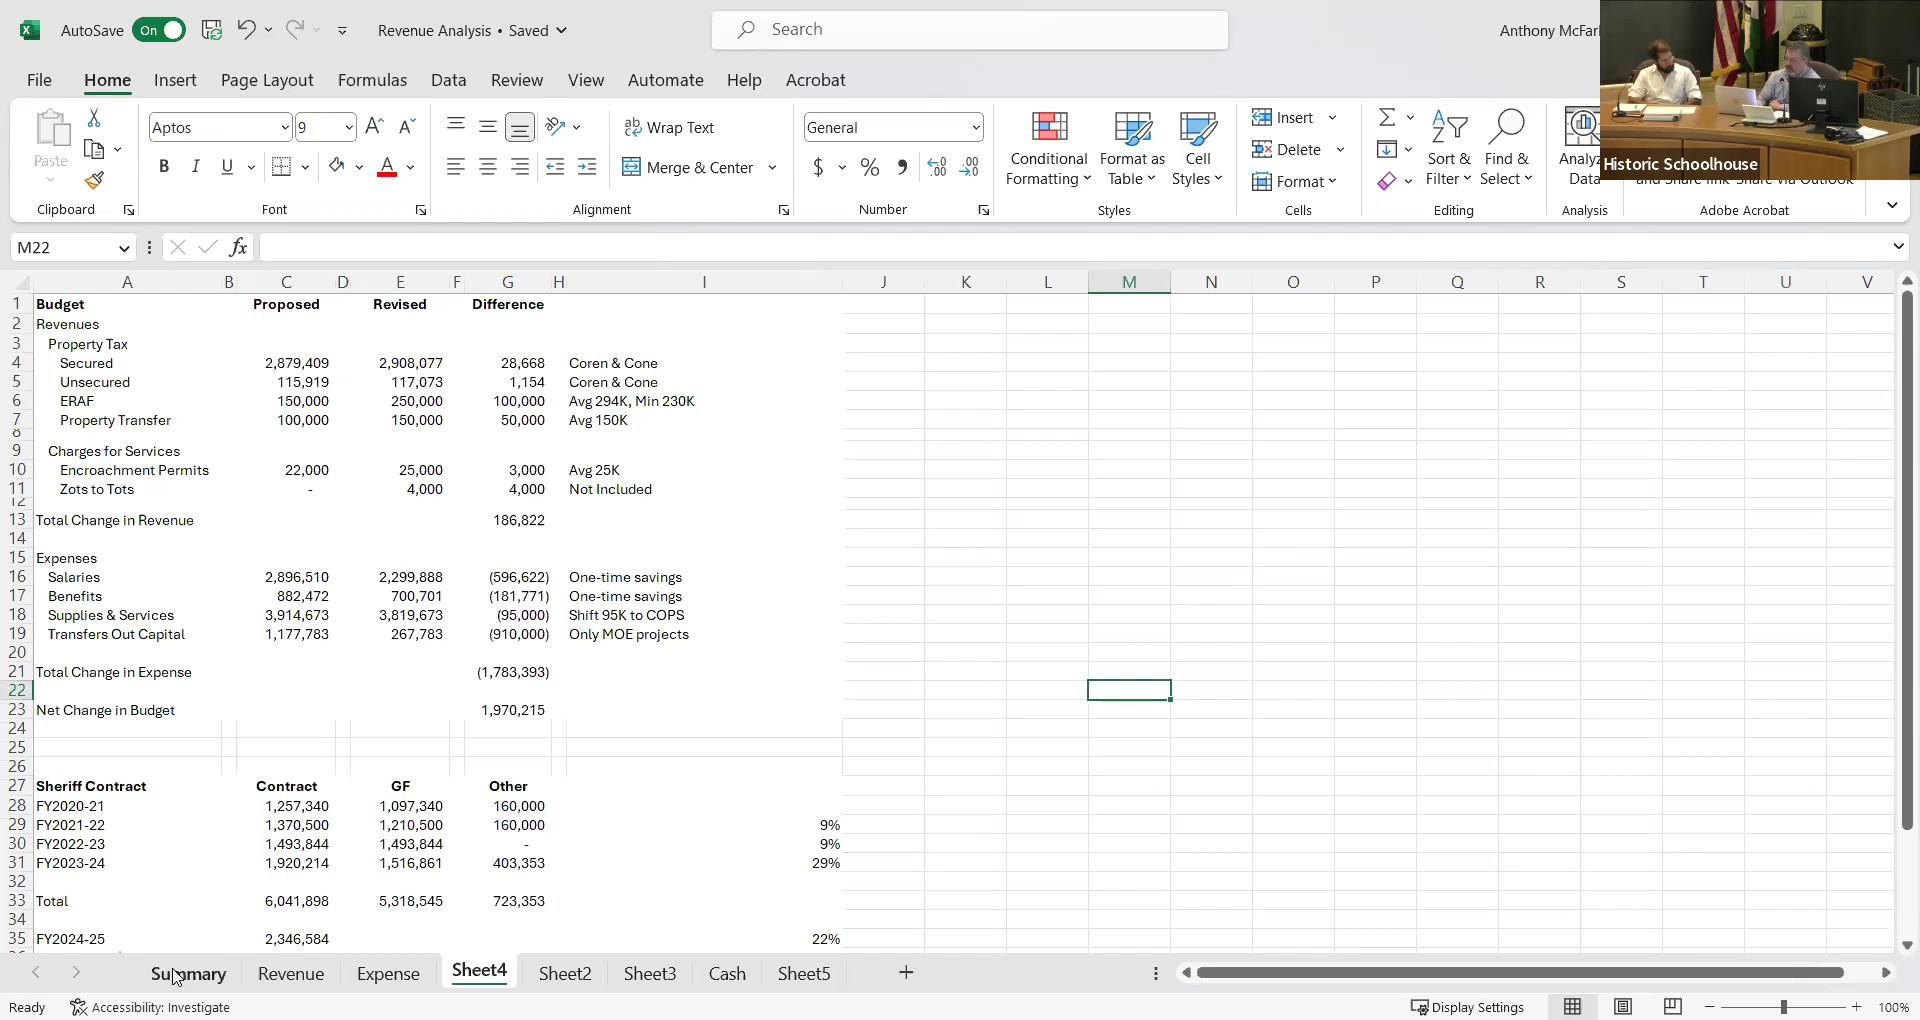 AutoSave On Revenue Analysis • Saved Search Anthony McFarl
File Home Insert Page Layout Formulas Data Review View Automate Help Acrobat
Paste
Clipboard
Aptos 9
B I U A
Font
Wrap Text
Merge & Center
Alignment
General
$ %
Number
Conditional Formatting
Format as Table
Cell Styles
Styles
Insert
Delete
Format
Cells
Sort & Filter
Find & Select
Editing
Analyz
Data
Analysis
Historic Schoolhouse
Adobe Acrobat
M22 fx
A B C D E F G H I J K L M N O P Q R S T U V
1 Budget Proposed Revised Difference
2 Revenues
3 Property Tax
4 Secured 2,879,409 2,908,077 28,668 Coren & Cone
5 Unsecured 115,919 117,073 1,154 Coren & Cone
6 ERAF 150,000 250,000 100,000 Avg 294K, Min 230K
7 Property Transfer 100,000 150,000 50,000 Avg 150K
8
9 Charges for Services
10 Encroachment Permits 22,000 25,000 3,000 Avg 25K
11 Zots to Tots - 4,000 4,000 Not Included
12
13 Total Change in Revenue 186,822
14
15 Expenses
16 Salaries 2,896,510 2,299,888 (596,622) One-time savings
17 Benefits 882,472 700,701 (181,771) One-time savings
18 Supplies & Services 3,914,673 3,819,673 (95,000) Shift 95K to COPS
19 Transfers Out Capital 1,177,783 267,783 (910,000) Only MOE projects
20
21 Total Change in Expense (1,783,393)
22
23 Net Change in Budget 1,970,215
24
25
26
27 Sheriff Contract Contract GF Other
28 FY2020-21 1,257,340 1,097,340 160,000
29 FY2021-22 1,370,500 1,210,500 160,000 9%
30 FY2022-23 1,493,844 1,493,844 - 9%
31 FY2023-24 1,920,214 1,516,861 403,353 29%
32
33 Total 6,041,898 5,318,545 723,353
34
35 FY2024-25 2,346,584 22%
Summary Revenue Expense Sheet4 Sheet2 Sheet3 Cash Sheet5
Ready Accessibility: Investigate Display Settings 100%